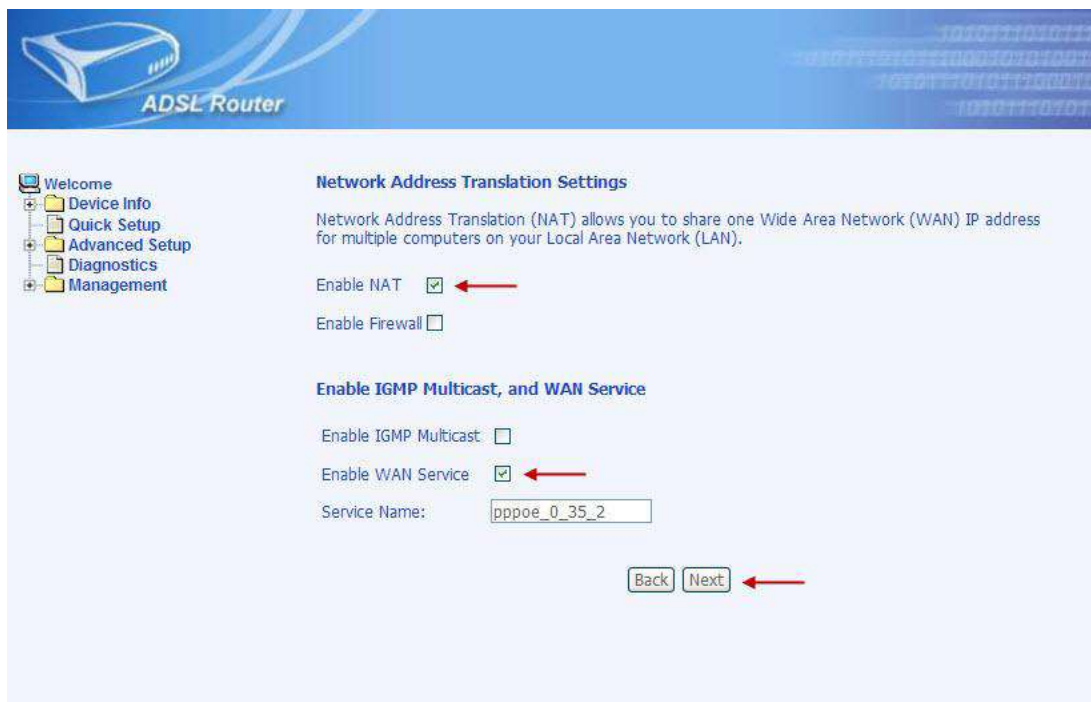 ADSL Router
Welcome
Device Info
Quick Setup
Advanced Setup
Diagnostics
Management
Network Address Translation Settings
Network Address Translation (NAT) allows you to share one Wide Area Network (WAN) IP address
for multiple computers on your Local Area Network (LAN).
Enable NAT
Enable Firewall
Enable IGMP Multicast, and WAN Service
Enable IGMP Multicast
Enable WAN Service
Service Name: pppoe_0_35_2
Back Next